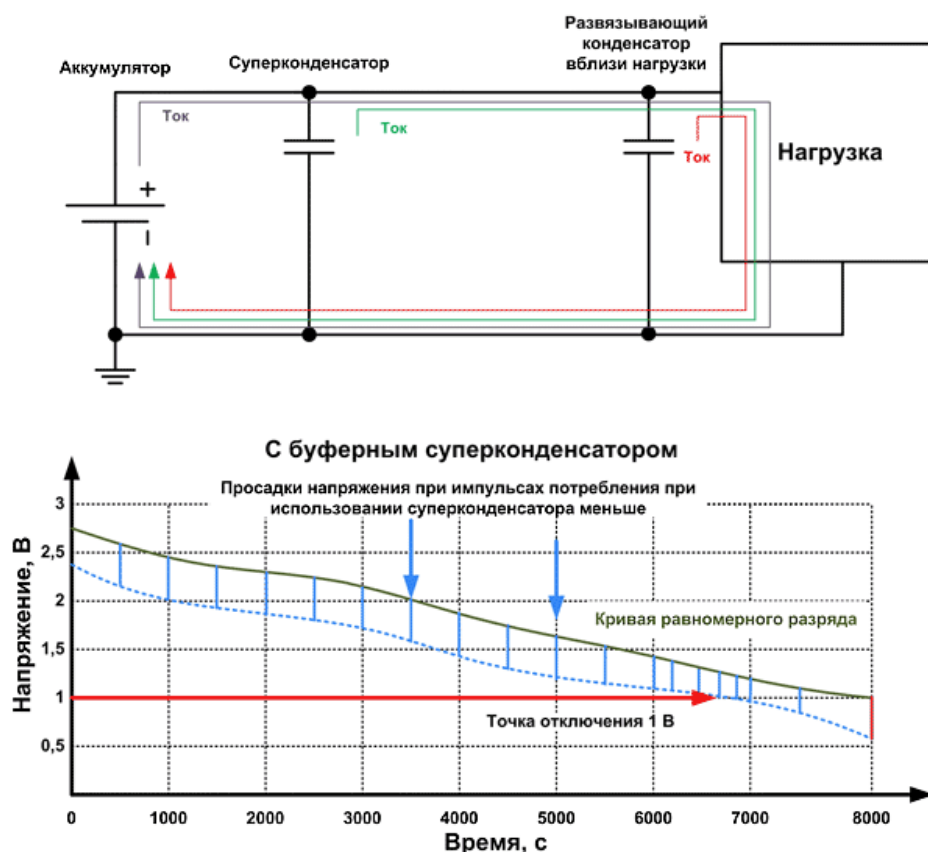 Развязывающий
конденсатор
вблизи нагрузки
Аккумулятор
Суперконденсатор
Ток
Ток
Ток
Нагрузка
+
–
С буферным суперконденсатором
Просадки напряжения при импульсах потребления при
использовании суперконденсатора меньше
Напряжение, В
3
2,5
2
1,5
1
0,5
Кривая равномерного разряда
Точка отключения 1 В
0 1000 2000 3000 4000 5000 6000 7000 8000
Время, с